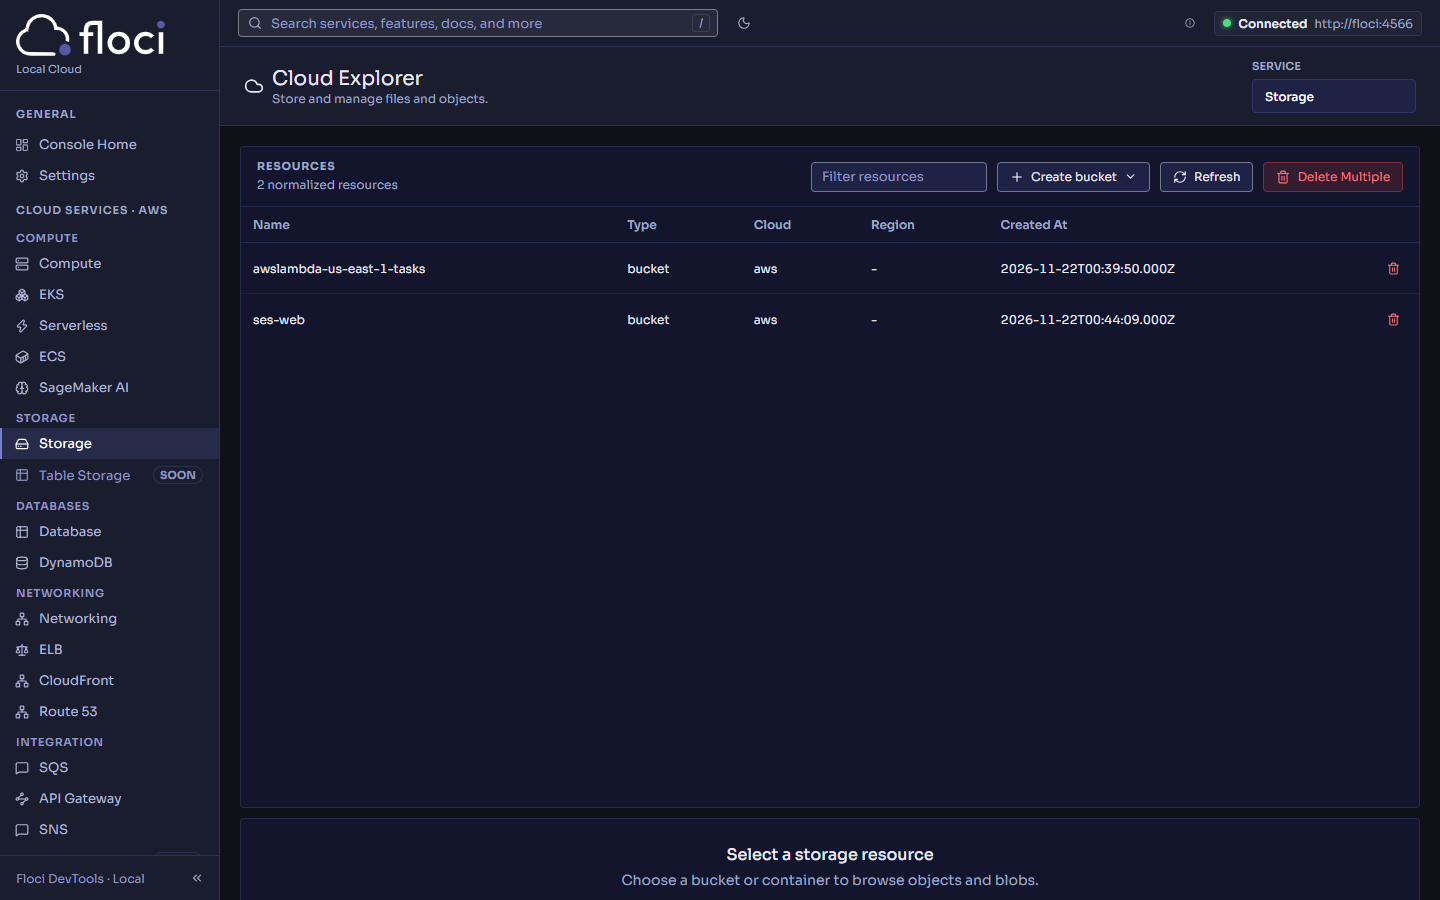 floci
Local Cloud
GENERAL
Console Home
Settings
CLOUD SERVICES · AWS
COMPUTE
Compute
EKS
Serverless
ECS
SageMaker AI
STORAGE
Storage
Table Storage SOON
DATABASES
Database
DynamoDB
NETWORKING
Networking
ELB
CloudFront
Route 53
INTEGRATION
SQS
API Gateway
SNS
Floci DevTools · Local
Search services, features, docs, and more /
Connected http://floci:4566
Cloud Explorer
Store and manage files and objects.
SERVICE
Storage
RESOURCES
2 normalized resources
Filter resources
Create bucket
Refresh
Delete Multiple
Name Type Cloud Region Created At
awslambda-us-east-1-tasks bucket aws - 2026-11-22T00:39:50.000Z
ses-web bucket aws - 2026-11-22T00:44:09.000Z
Select a storage resource
Choose a bucket or container to browse objects and blobs.